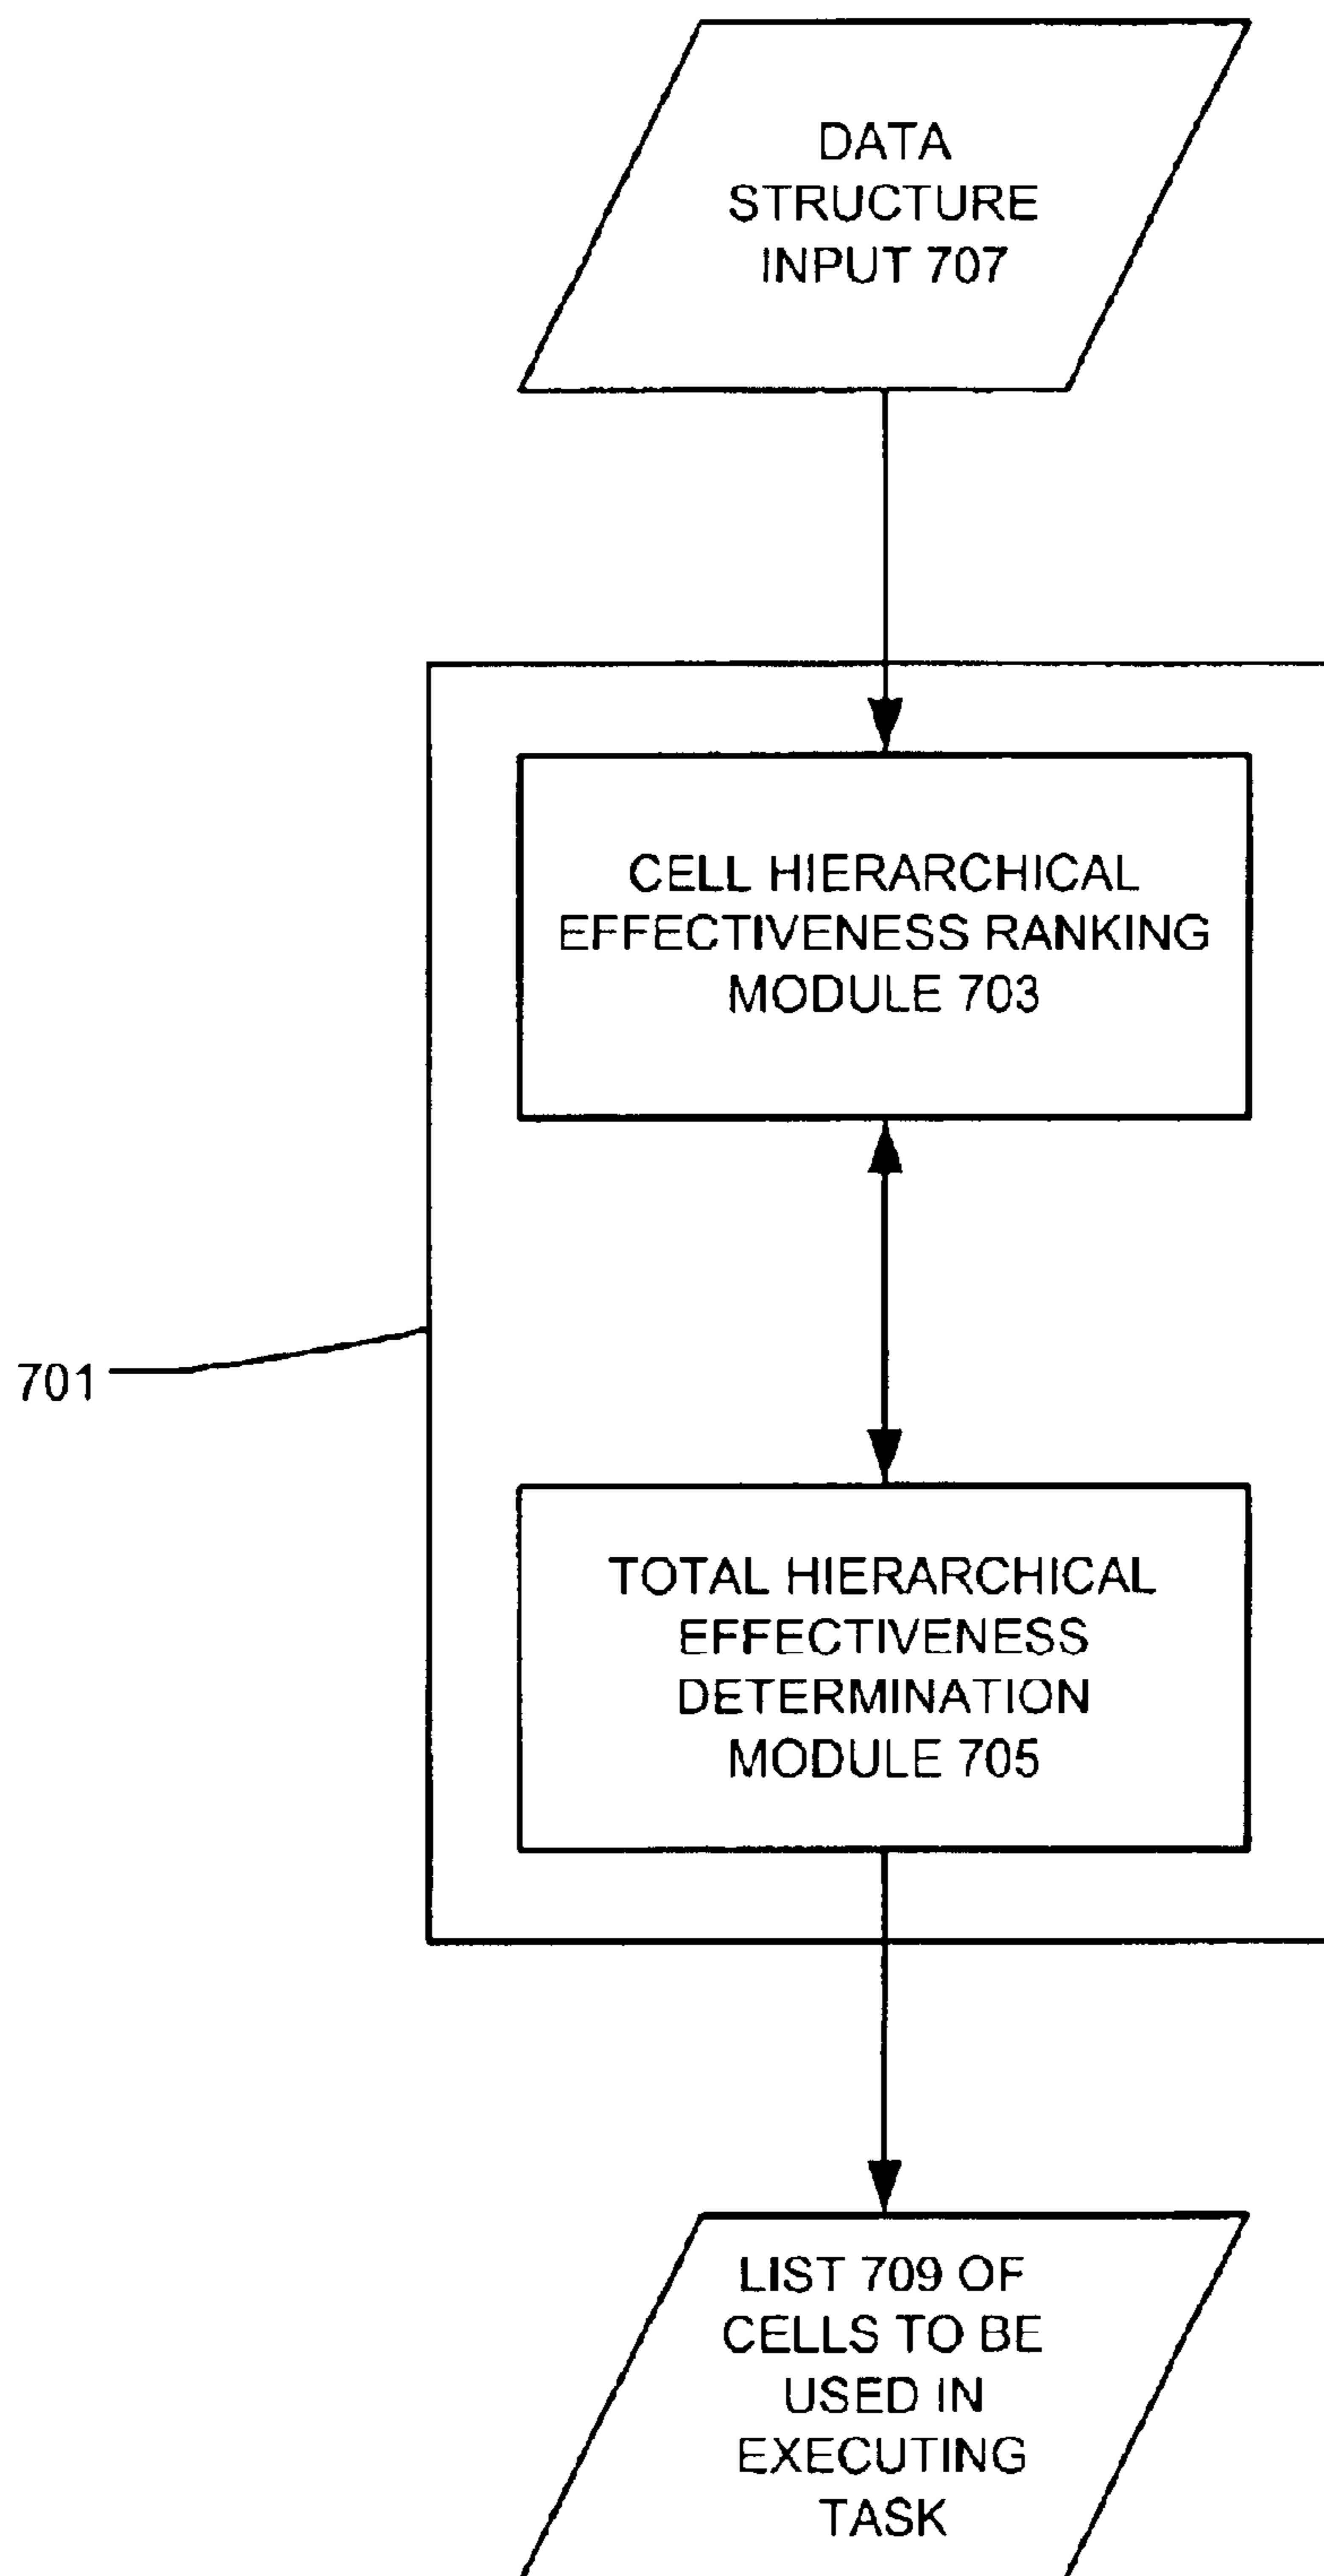 DATA
STRUCTURE
INPUT 707
CELL HIERARCHICAL
EFFECTIVENESS RANKING
MODULE 703
701
TOTAL HIERARCHICAL
EFFECTIVENESS
DETERMINATION
MODULE 705
LIST 709 OF
CELLS TO BE
USED IN
EXECUTING
TASK